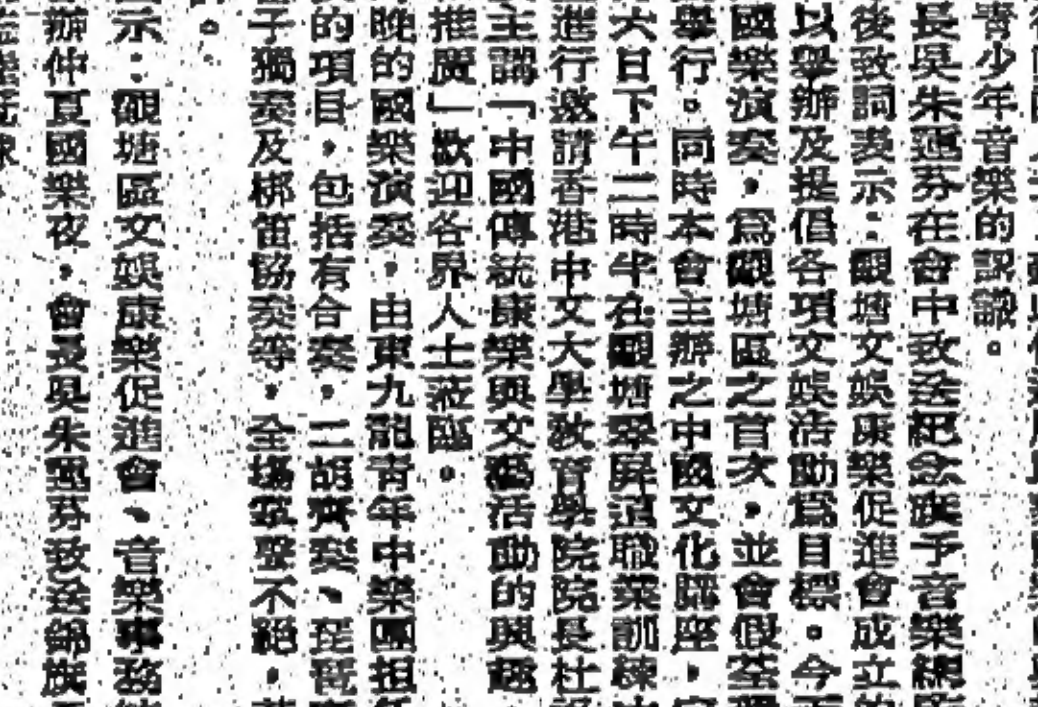 青少年音樂的認識。
長吳朱蓮芬在會中致送紀念旗予音樂總
後致詞表示:觀塘文娛康樂促進會成立的
以舉辦及提倡各項文娛活動爲目標。今
國樂演奏,爲觀塘區之首次,並會假荃
舉行。同時本會主辦之中國文化講座,定
六日下午二時半在觀塘翠屏道職業訓練
進行邀請香港中文大學教育學院院長杜
主講「中國傳統康樂與文藝活動的興趣
推廣」歡迎各界人士蒞臨。
晚的國樂演奏,由東九龍青年中樂團担
的項目,包括有合奏,二胡齊奏、琵琶
子獨奏及梆笛協奏等,全場掌聲不絕,
示:觀塘區文娛康樂促進會、音樂事務
辦仲夏國樂夜,會長吳朱蓮芬致送錦旗